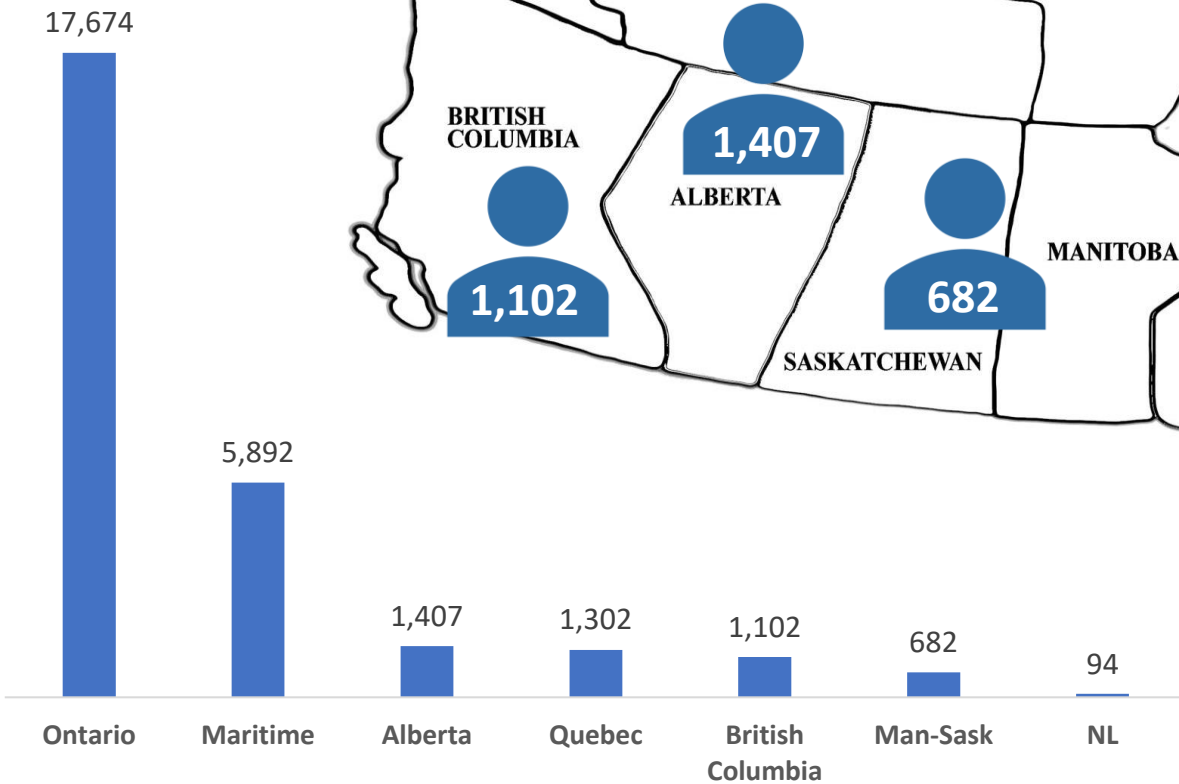 17,674
BRITISH
COLUMBIA
1,407
ALBERTA
MANITOBA
1,102
682
SASKATCHEWAN
5,892
1,407
1,302
1,102
682
94
Ontario
Maritime
Alberta
Quebec
British
Columbia
Man-Sask
NL